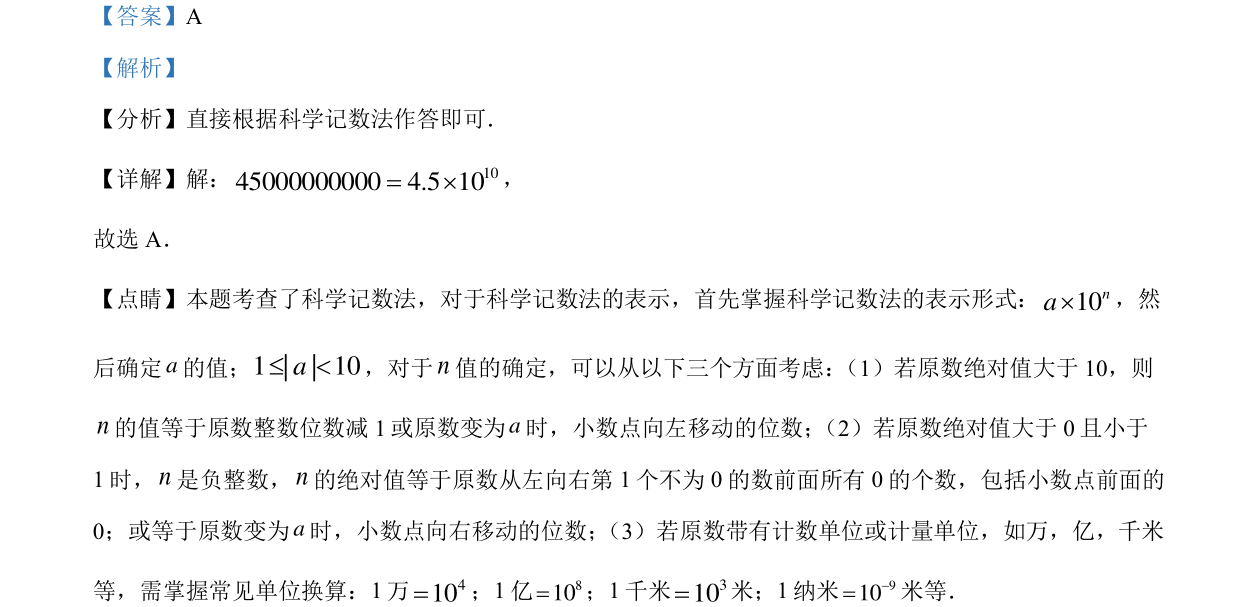 【答案】A
【解析】
【分析】直接根据科学记数法作答即可．
【详解】解：45000000000 = 4.5×10¹⁰，
故选 A．
【点睛】本题考查了科学记数法，对于科学记数法的表示，首先掌握科学记数法的表示形式：a×10ⁿ，然
后确定 a 的值；1≤|a|<10，对于 n 值的确定，可以从以下三个方面考虑：（1）若原数绝对值大于 10，则
n 的值等于原数整数位数减 1 或原数变为 a 时，小数点向左移动的位数；（2）若原数绝对值大于 0 且小于
1 时，n 是负整数，n 的绝对值等于原数从左向右第 1 个不为 0 的数前面所有 0 的个数，包括小数点前面的
0；或等于原数变为 a 时，小数点向右移动的位数；（3）若原数带有计数单位或计量单位，如万，亿，千米
等，需掌握常见单位换算：1 万=10⁴；1 亿=10⁸；1 千米=10³ 米；1 纳米=10⁻⁹ 米等．